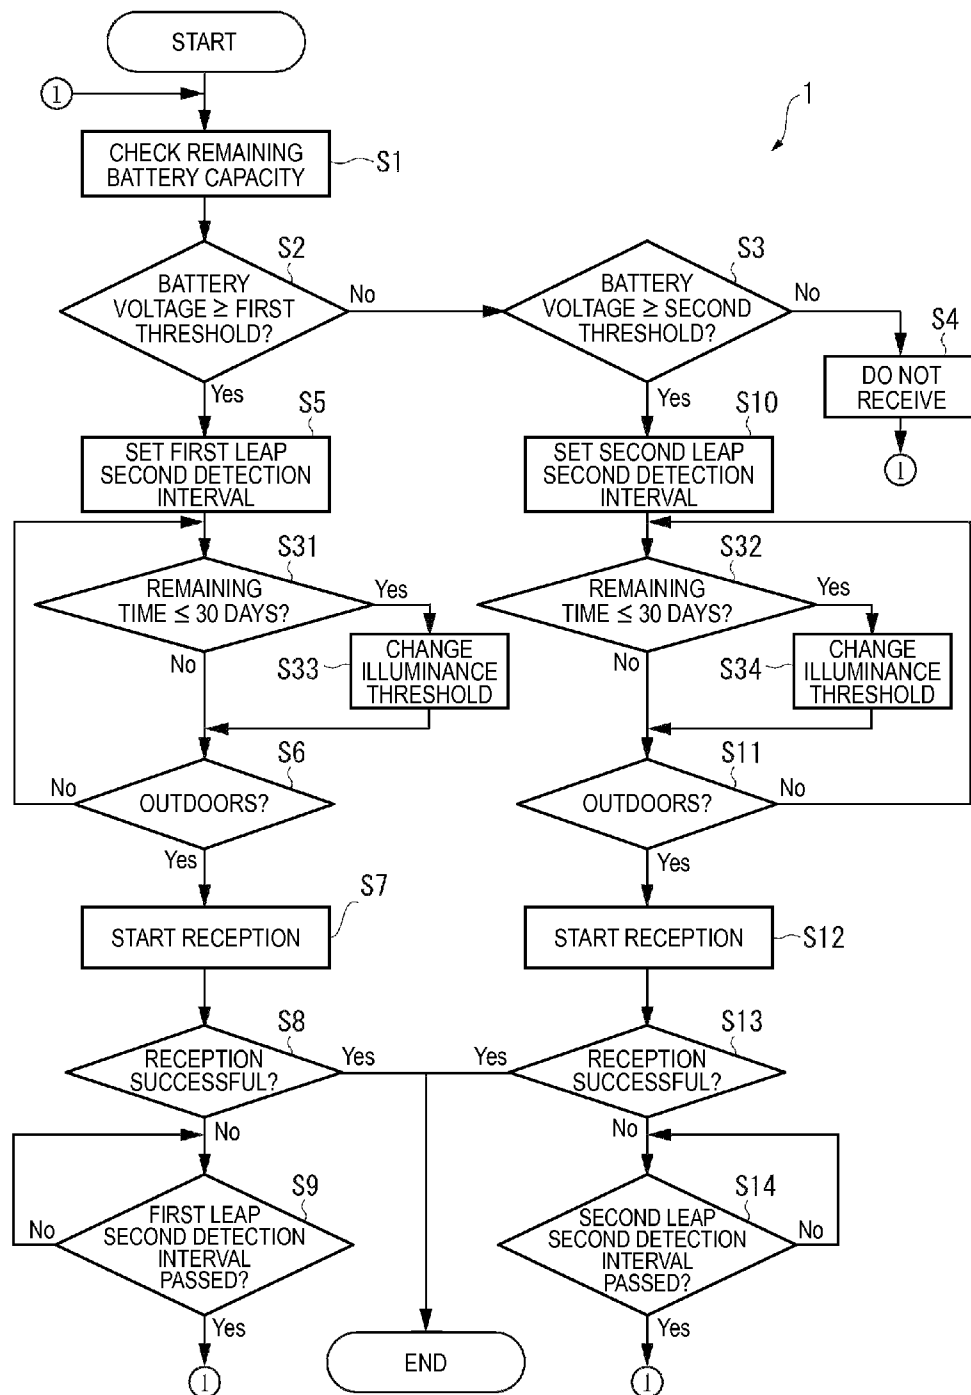 START
1
1
CHECK REMAINING
BATTERY CAPACITY
S1
S2
BATTERY
VOLTAGE ≥ FIRST
THRESHOLD?
No
Yes
S3
BATTERY
VOLTAGE ≥ SECOND
THRESHOLD?
No
Yes
S4
DO NOT
RECEIVE
1
S5
SET FIRST LEAP
SECOND DETECTION
INTERVAL
S10
SET SECOND LEAP
SECOND DETECTION
INTERVAL
S31
REMAINING
TIME ≤ 30 DAYS?
Yes
No
S33
CHANGE
ILLUMINANCE
THRESHOLD
S32
REMAINING
TIME ≤ 30 DAYS?
Yes
No
S34
CHANGE
ILLUMINANCE
THRESHOLD
S6
OUTDOORS?
No
Yes
S11
OUTDOORS?
No
Yes
S7
START RECEPTION
START RECEPTION
S12
S8
RECEPTION
SUCCESSFUL?
Yes
No
S13
RECEPTION
SUCCESSFUL?
Yes
No
S9
FIRST LEAP
SECOND DETECTION
INTERVAL
PASSED?
No
Yes
1
S14
SECOND LEAP
SECOND DETECTION
INTERVAL
PASSED?
No
Yes
1
END